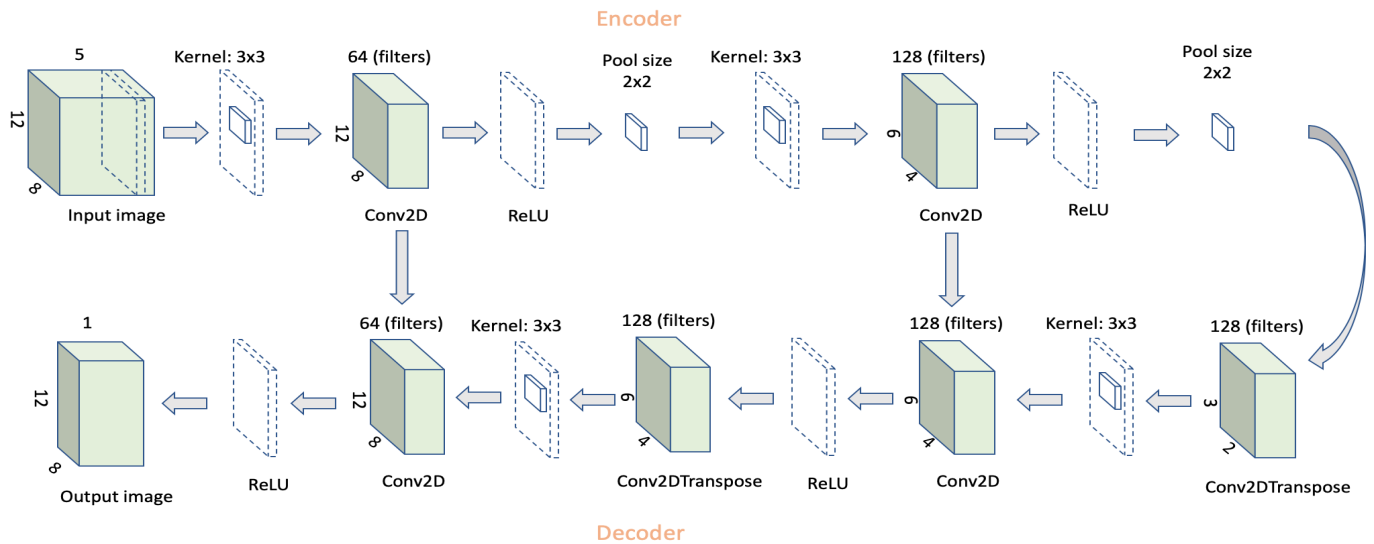 Encoder
5
Kernel: 3x3
64 (filters)
Pool size
2x2
Kernel: 3x3
128 (filters)
Pool size
2x2
12
8
12
8
6
4
Input image
Conv2D
ReLU
Conv2D
ReLU
1
64 (filters)
Kernel: 3x3
128 (filters)
128 (filters)
Kernel: 3x3
128 (filters)
12
8
12
8
6
4
6
4
3
2
Output image
ReLU
Conv2D
Conv2DTranspose
ReLU
Conv2D
Conv2DTranspose
Decoder